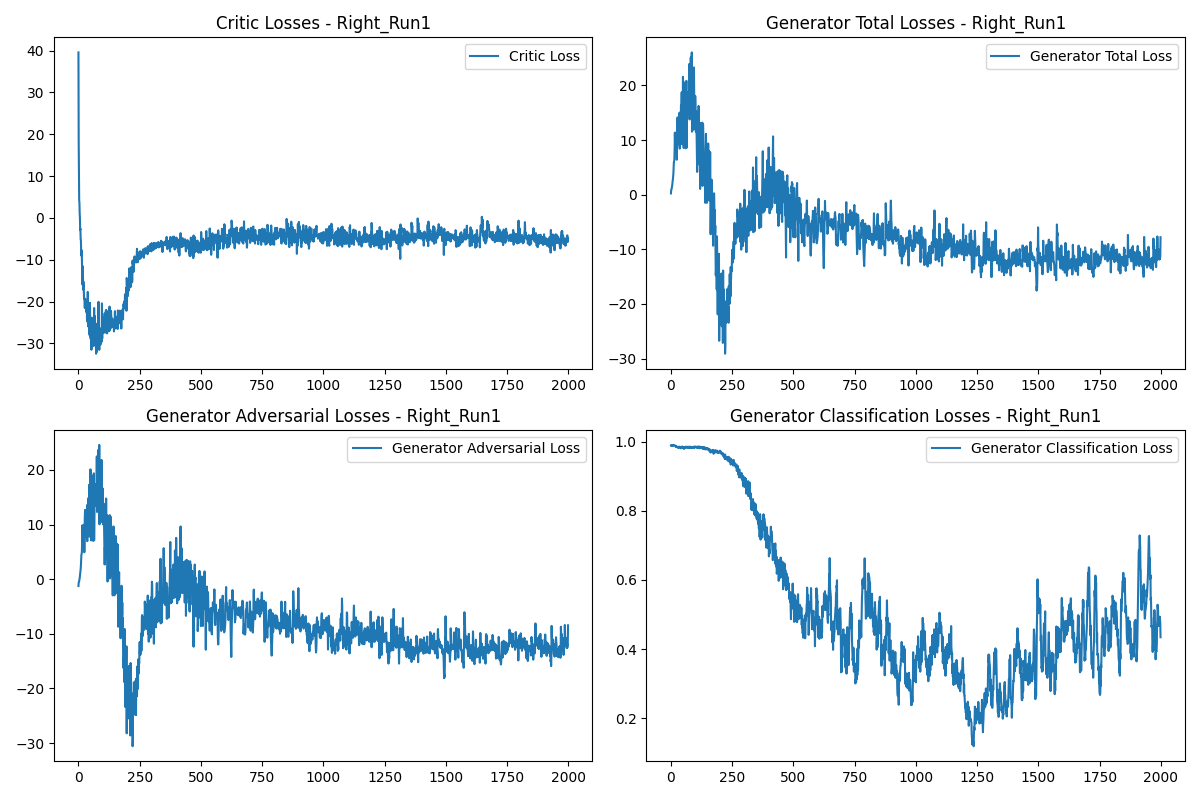 Critic Losses - Right_Run1
Critic Loss
40
30
20
10
0
−10
−20
−30
0 250 500 750 1000 1250 1500 1750 2000
Generator Total Losses - Right_Run1
Generator Total Loss
20
10
0
−10
−20
−30
0 250 500 750 1000 1250 1500 1750 2000
Generator Adversarial Losses - Right_Run1
Generator Adversarial Loss
20
10
0
−10
−20
−30
0 250 500 750 1000 1250 1500 1750 2000
Generator Classification Losses - Right_Run1
Generator Classification Loss
1.0
0.8
0.6
0.4
0.2
0 250 500 750 1000 1250 1500 1750 2000